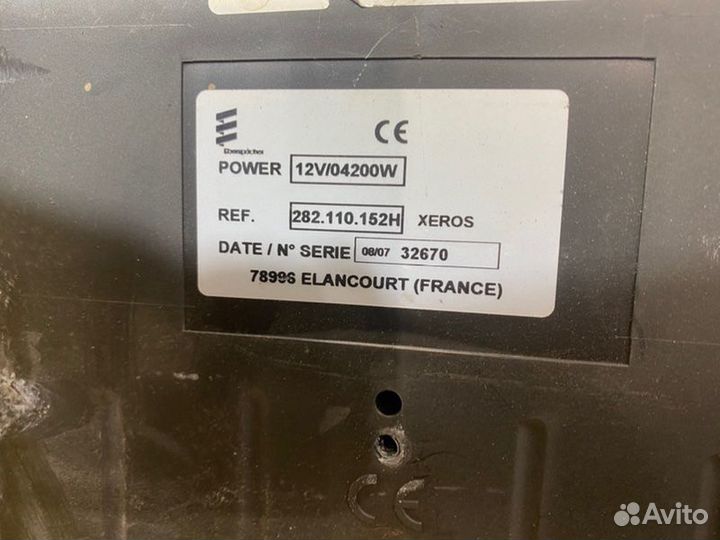 Eberspächer
CE
POWER 12V/04200W
REF. 282.110.152H XEROS
DATE / N° SERIE 08/07 32670
78996 ELANCOURT (FRANCE)
CE
Avito